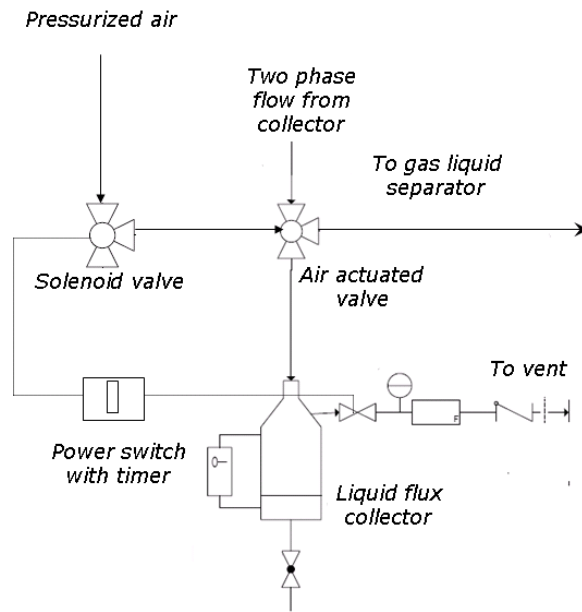 Pressurized air
Two phase
flow from
collector
To gas liquid
separator
Solenoid valve
Air actuated
valve
To vent
Power switch
with timer
F
Liquid flux
collector